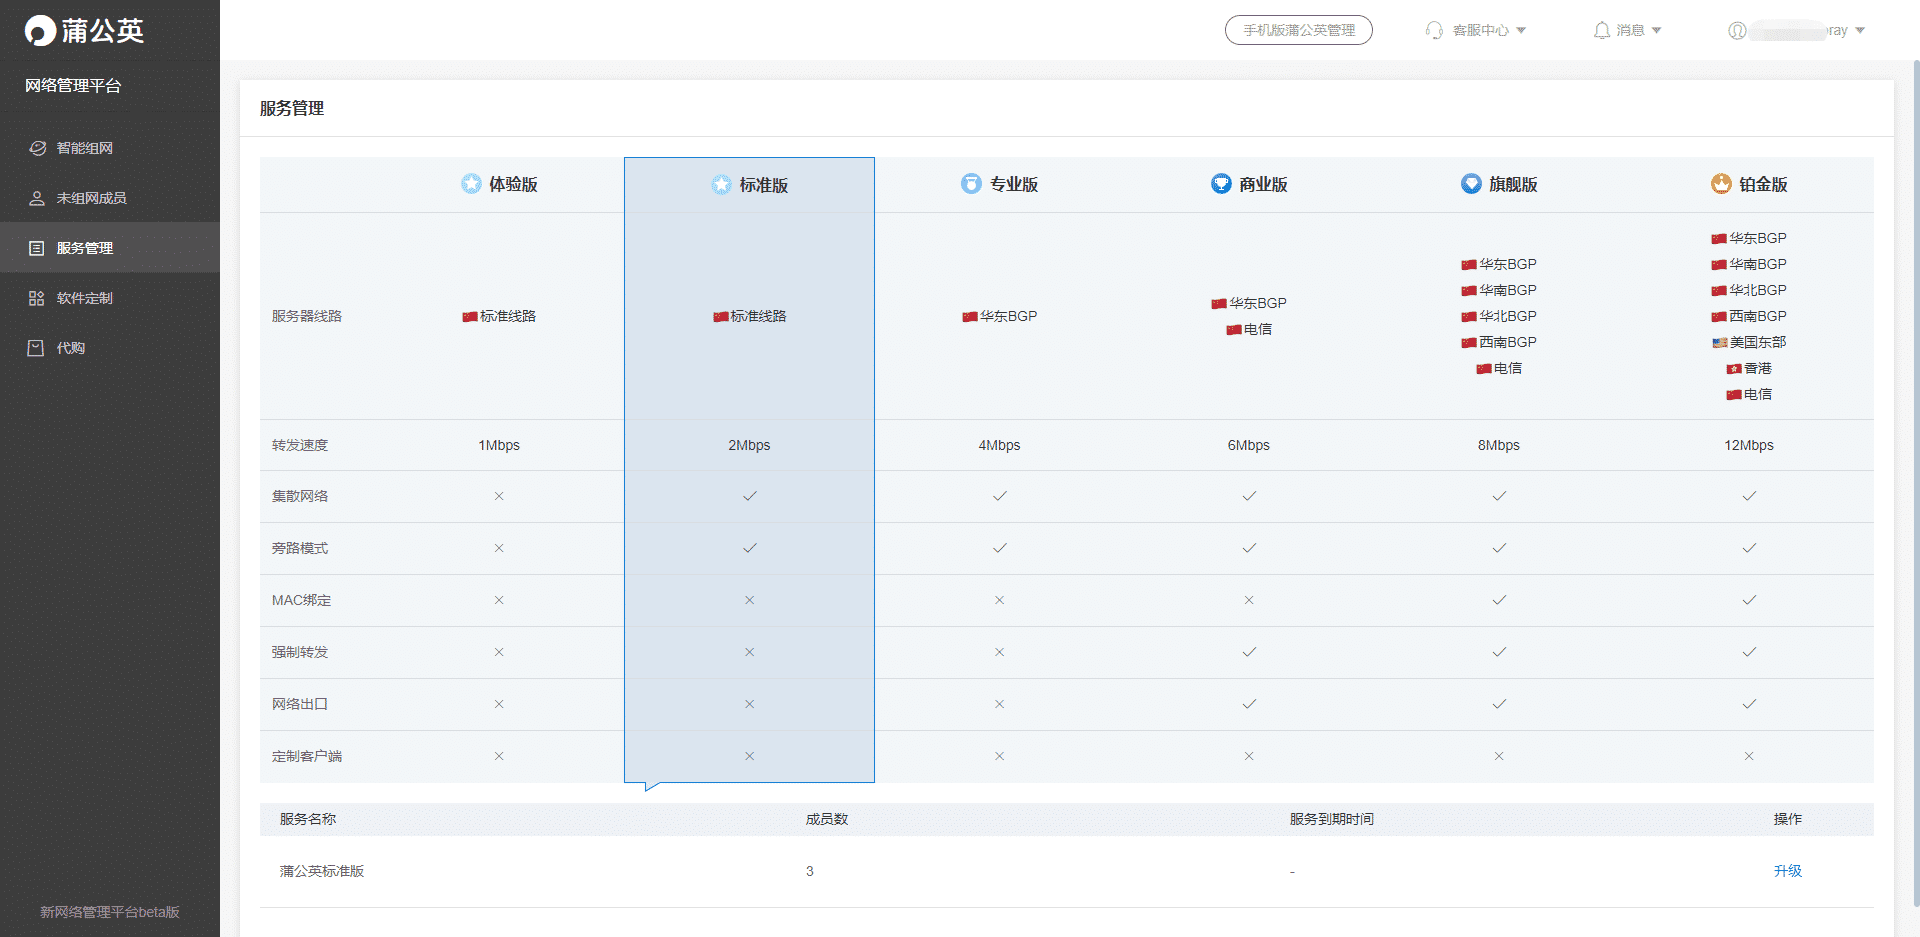 蒲公英
手机版蒲公英管理
客服中心
消息
ray
网络管理平台
智能组网
未组网成员
服务管理
软件定制
代购
新网络管理平台beta版
服务管理
体验版 标准版 专业版 商业版 旗舰版 铂金版
服务器线路
标准线路
标准线路
华东BGP
华东BGP
电信
华东BGP
华南BGP
华北BGP
西南BGP
电信
华东BGP
华南BGP
华北BGP
西南BGP
美国东部
香港
电信
转发速度 1Mbps 2Mbps 4Mbps 6Mbps 8Mbps 12Mbps
集散网络 × ✓ ✓ ✓ ✓ ✓
旁路模式 × ✓ ✓ ✓ ✓ ✓
MAC绑定 × × × × ✓ ✓
强制转发 × × × ✓ ✓ ✓
网络出口 × × × ✓ ✓ ✓
定制客户端 × × × × × ×
服务名称 成员数 服务到期时间 操作
蒲公英标准版 3 - 升级